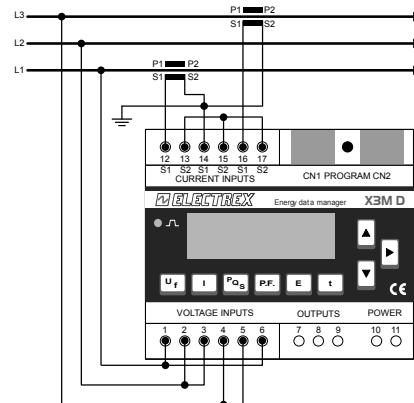 P1 P2
L3
S1 S2
L2
P1 P2
L1
S1 S2
12 13 14 15 16 17
S1 S2 S1 S2 S1 S2
CURRENT INPUTS
CN1 PROGRAM CN2
ELECTREX
Energy data manager
X3M D
Uf I PQS P.F. E t
CE
VOLTAGE INPUTS
OUTPUTS
POWER
1 2 3 4 5 6 7 8 9 10 11